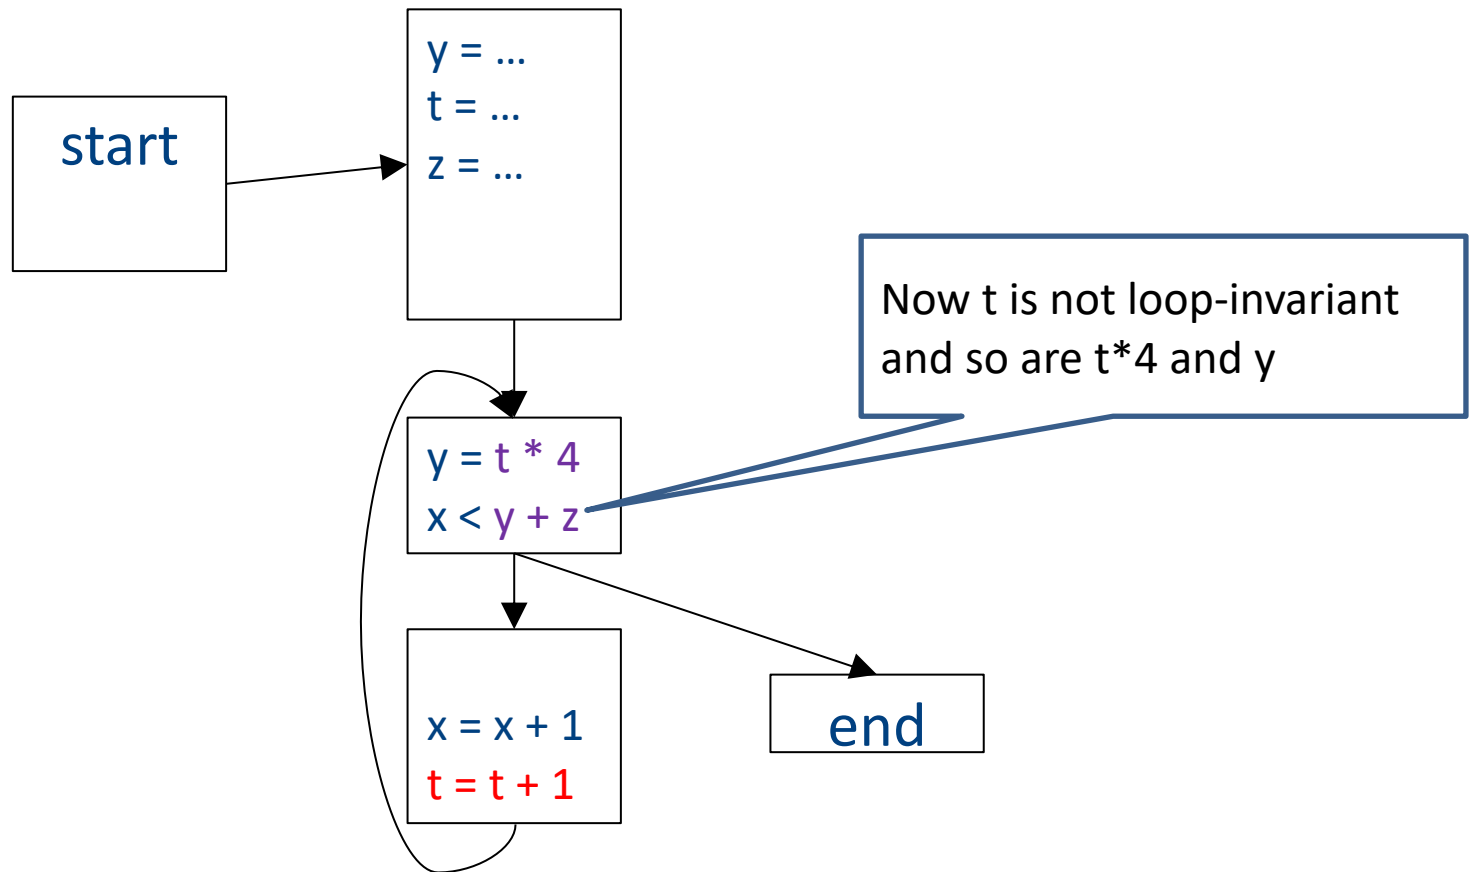 start
y = …
t = …
z = …
Now t is not loop-invariant
and so are t*4 and y
y = t * 4
x < y + z
x = x + 1
t = t + 1
end